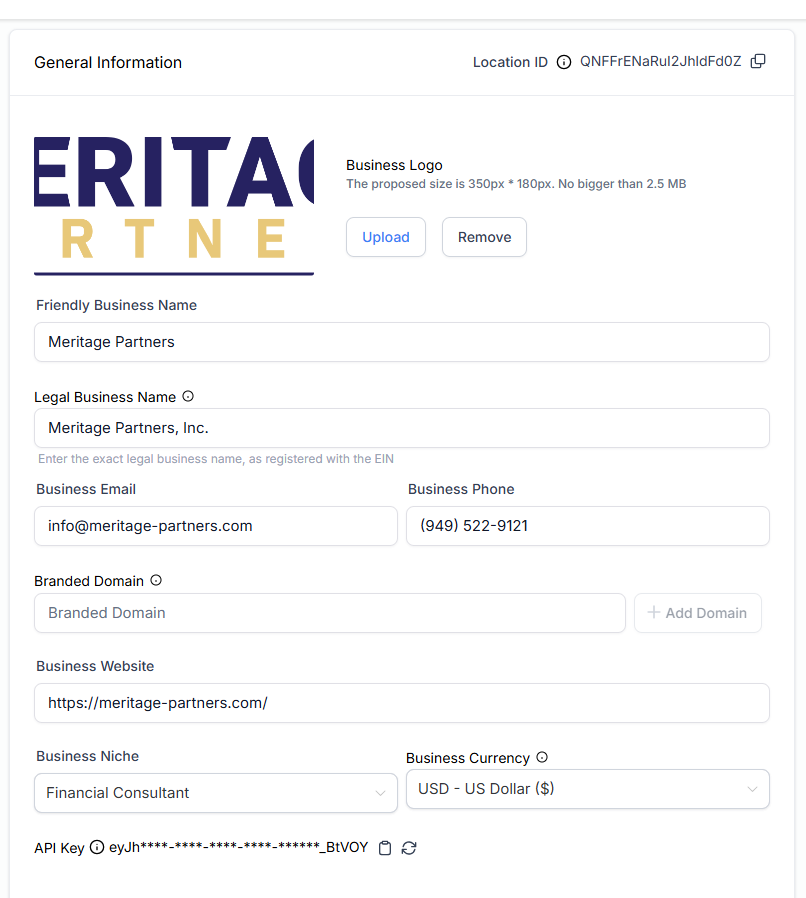 General Information
Location ID QNFFrENaRuI2JhIdFd0Z
ERITAG
RTNE
Business Logo
The proposed size is 350px * 180px. No bigger than 2.5 MB
Upload Remove
Friendly Business Name
Meritage Partners
Legal Business Name
Meritage Partners, Inc.
Enter the exact legal business name, as registered with the EIN
Business Email Business Phone
info@meritage-partners.com (949) 522-9121
Branded Domain
Branded Domain + Add Domain
Business Website
https://meritage-partners.com/
Business Niche Business Currency
Financial Consultant USD - US Dollar ($)
API Key eyJh****-****-****-****-******_BtVOY